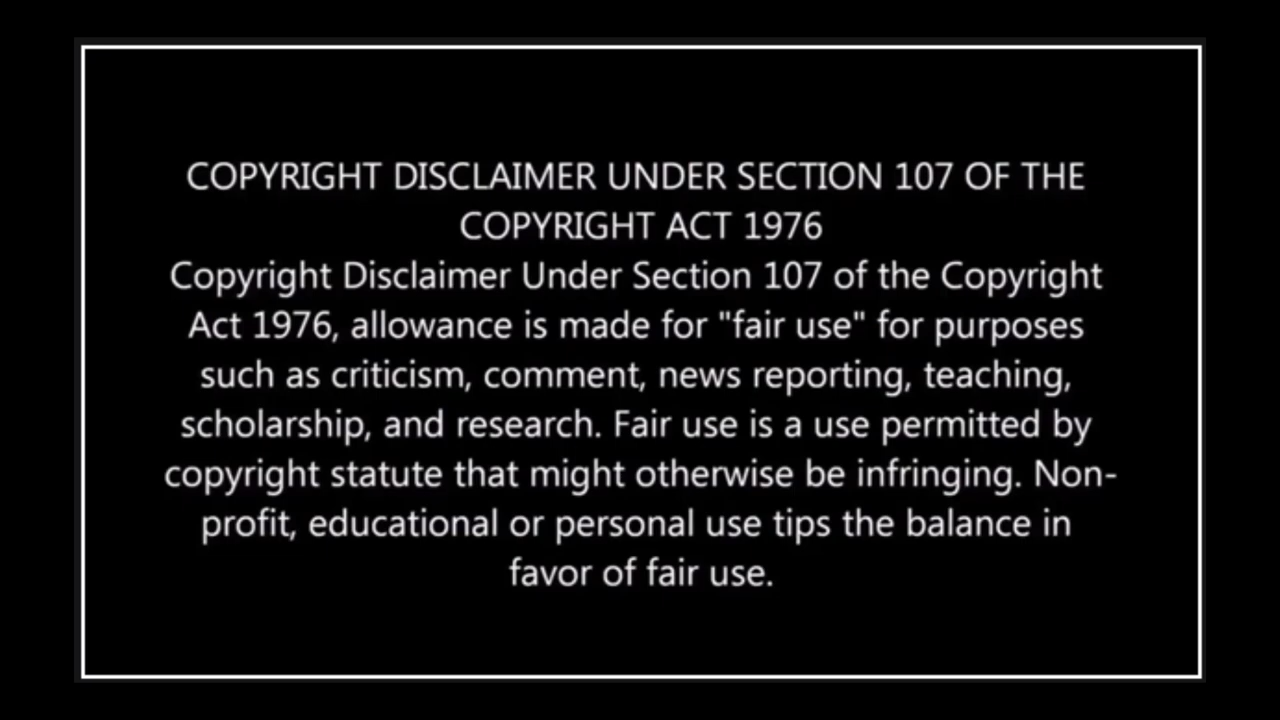 COPYRIGHT DISCLAIMER UNDER SECTION 107 OF THE
COPYRIGHT ACT 1976
Copyright Disclaimer Under Section 107 of the Copyright
Act 1976, allowance is made for "fair use" for purposes
such as criticism, comment, news reporting, teaching,
scholarship, and research. Fair use is a use permitted by
copyright statute that might otherwise be infringing. Non-
profit, educational or personal use tips the balance in
favor of fair use.